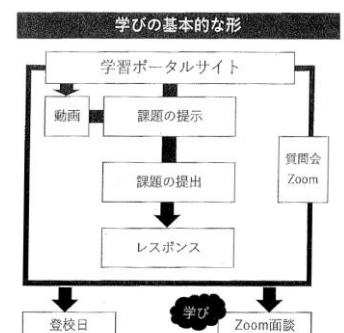 学びの基本的な形
学習ポータルサイト
動画
課題の提示
質問会
Zoom
課題の提出
レスポンス
学び
登校日
Zoom面談